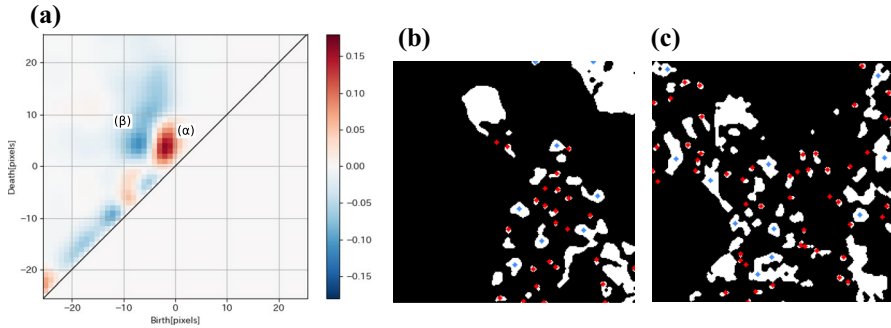 (a)
(b)
(c)
20
10
0
−10
−20
Death[pixels]
(β)
(α)
−20
−10
0
10
20
Birth[pixels]
0.15
0.10
0.05
0.00
−0.05
−0.10
−0.15